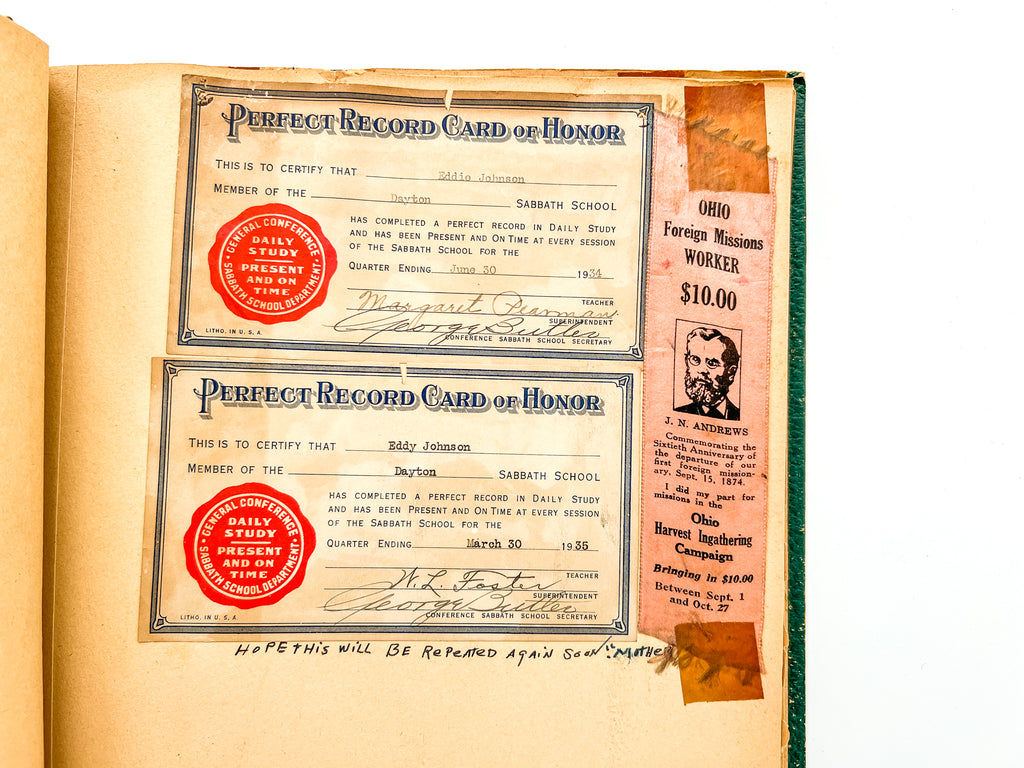 PERFECT RECORD CARD OF HONOR
THIS IS TO CERTIFY THAT Eddie Johnson
MEMBER OF THE Dayton SABBATH SCHOOL
HAS COMPLETED A PERFECT RECORD IN DAILY STUDY
AND HAS BEEN PRESENT AND ON TIME AT EVERY SESSION
OF THE SABBATH SCHOOL FOR THE
QUARTER ENDING June 30 1934
Margaret Pearman
TEACHER
George Butler
SUPERINTENDENT
CONFERENCE SABBATH SCHOOL SECRETARY
GENERAL CONFERENCE
DAILY
STUDY
PRESENT
AND ON
TIME
SABBATH SCHOOL DEPARTMENT
LITHO. IN U. S. A.
PERFECT RECORD CARD OF HONOR
THIS IS TO CERTIFY THAT Eddy Johnson
MEMBER OF THE Dayton SABBATH SCHOOL
HAS COMPLETED A PERFECT RECORD IN DAILY STUDY
AND HAS BEEN PRESENT AND ON TIME AT EVERY SESSION
OF THE SABBATH SCHOOL FOR THE
QUARTER ENDING March 30 1935
W. L. Foster
TEACHER
George Butler
SUPERINTENDENT
CONFERENCE SABBATH SCHOOL SECRETARY
GENERAL CONFERENCE
DAILY
STUDY
PRESENT
AND ON
TIME
SABBATH SCHOOL DEPARTMENT
LITHO. IN U. S. A.
HOPE THIS WILL BE REPEATED AGAIN SOON "MOTHER
OHIO
Foreign Missions
WORKER
$10.00
J. N. ANDREWS
Commemorating the
Sixtieth Anniversary of
the departure of our
first foreign mission-
ary, Sept. 15, 1874.
I did my part for
missions in the
Ohio
Harvest Ingathering
Campaign
Bringing in $10.00
Between Sept. 1
and Oct. 27